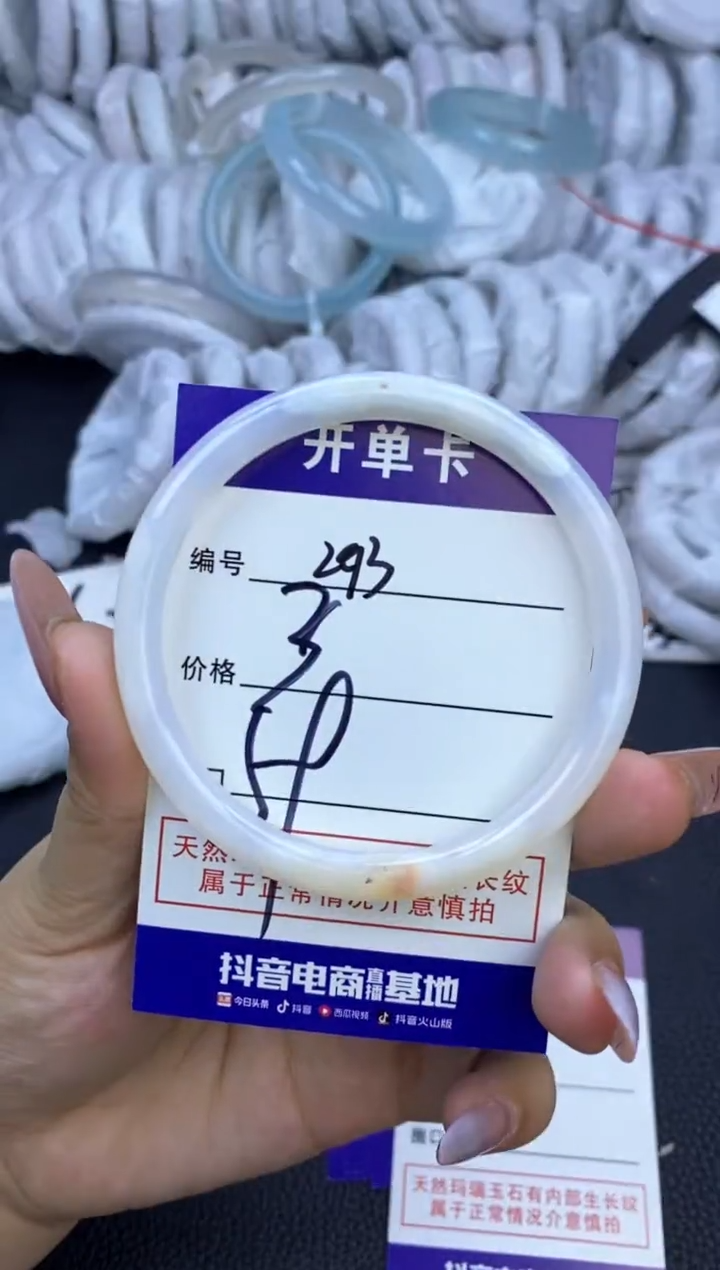 开单卡
编号 293
价格
天然 长纹
属于正常情况介意慎拍
抖音电商直播基地
今日头条 抖音 西瓜视频 抖音火山版
圈口
天然玛瑙玉石有内部生长纹
属于正常情况介意慎拍